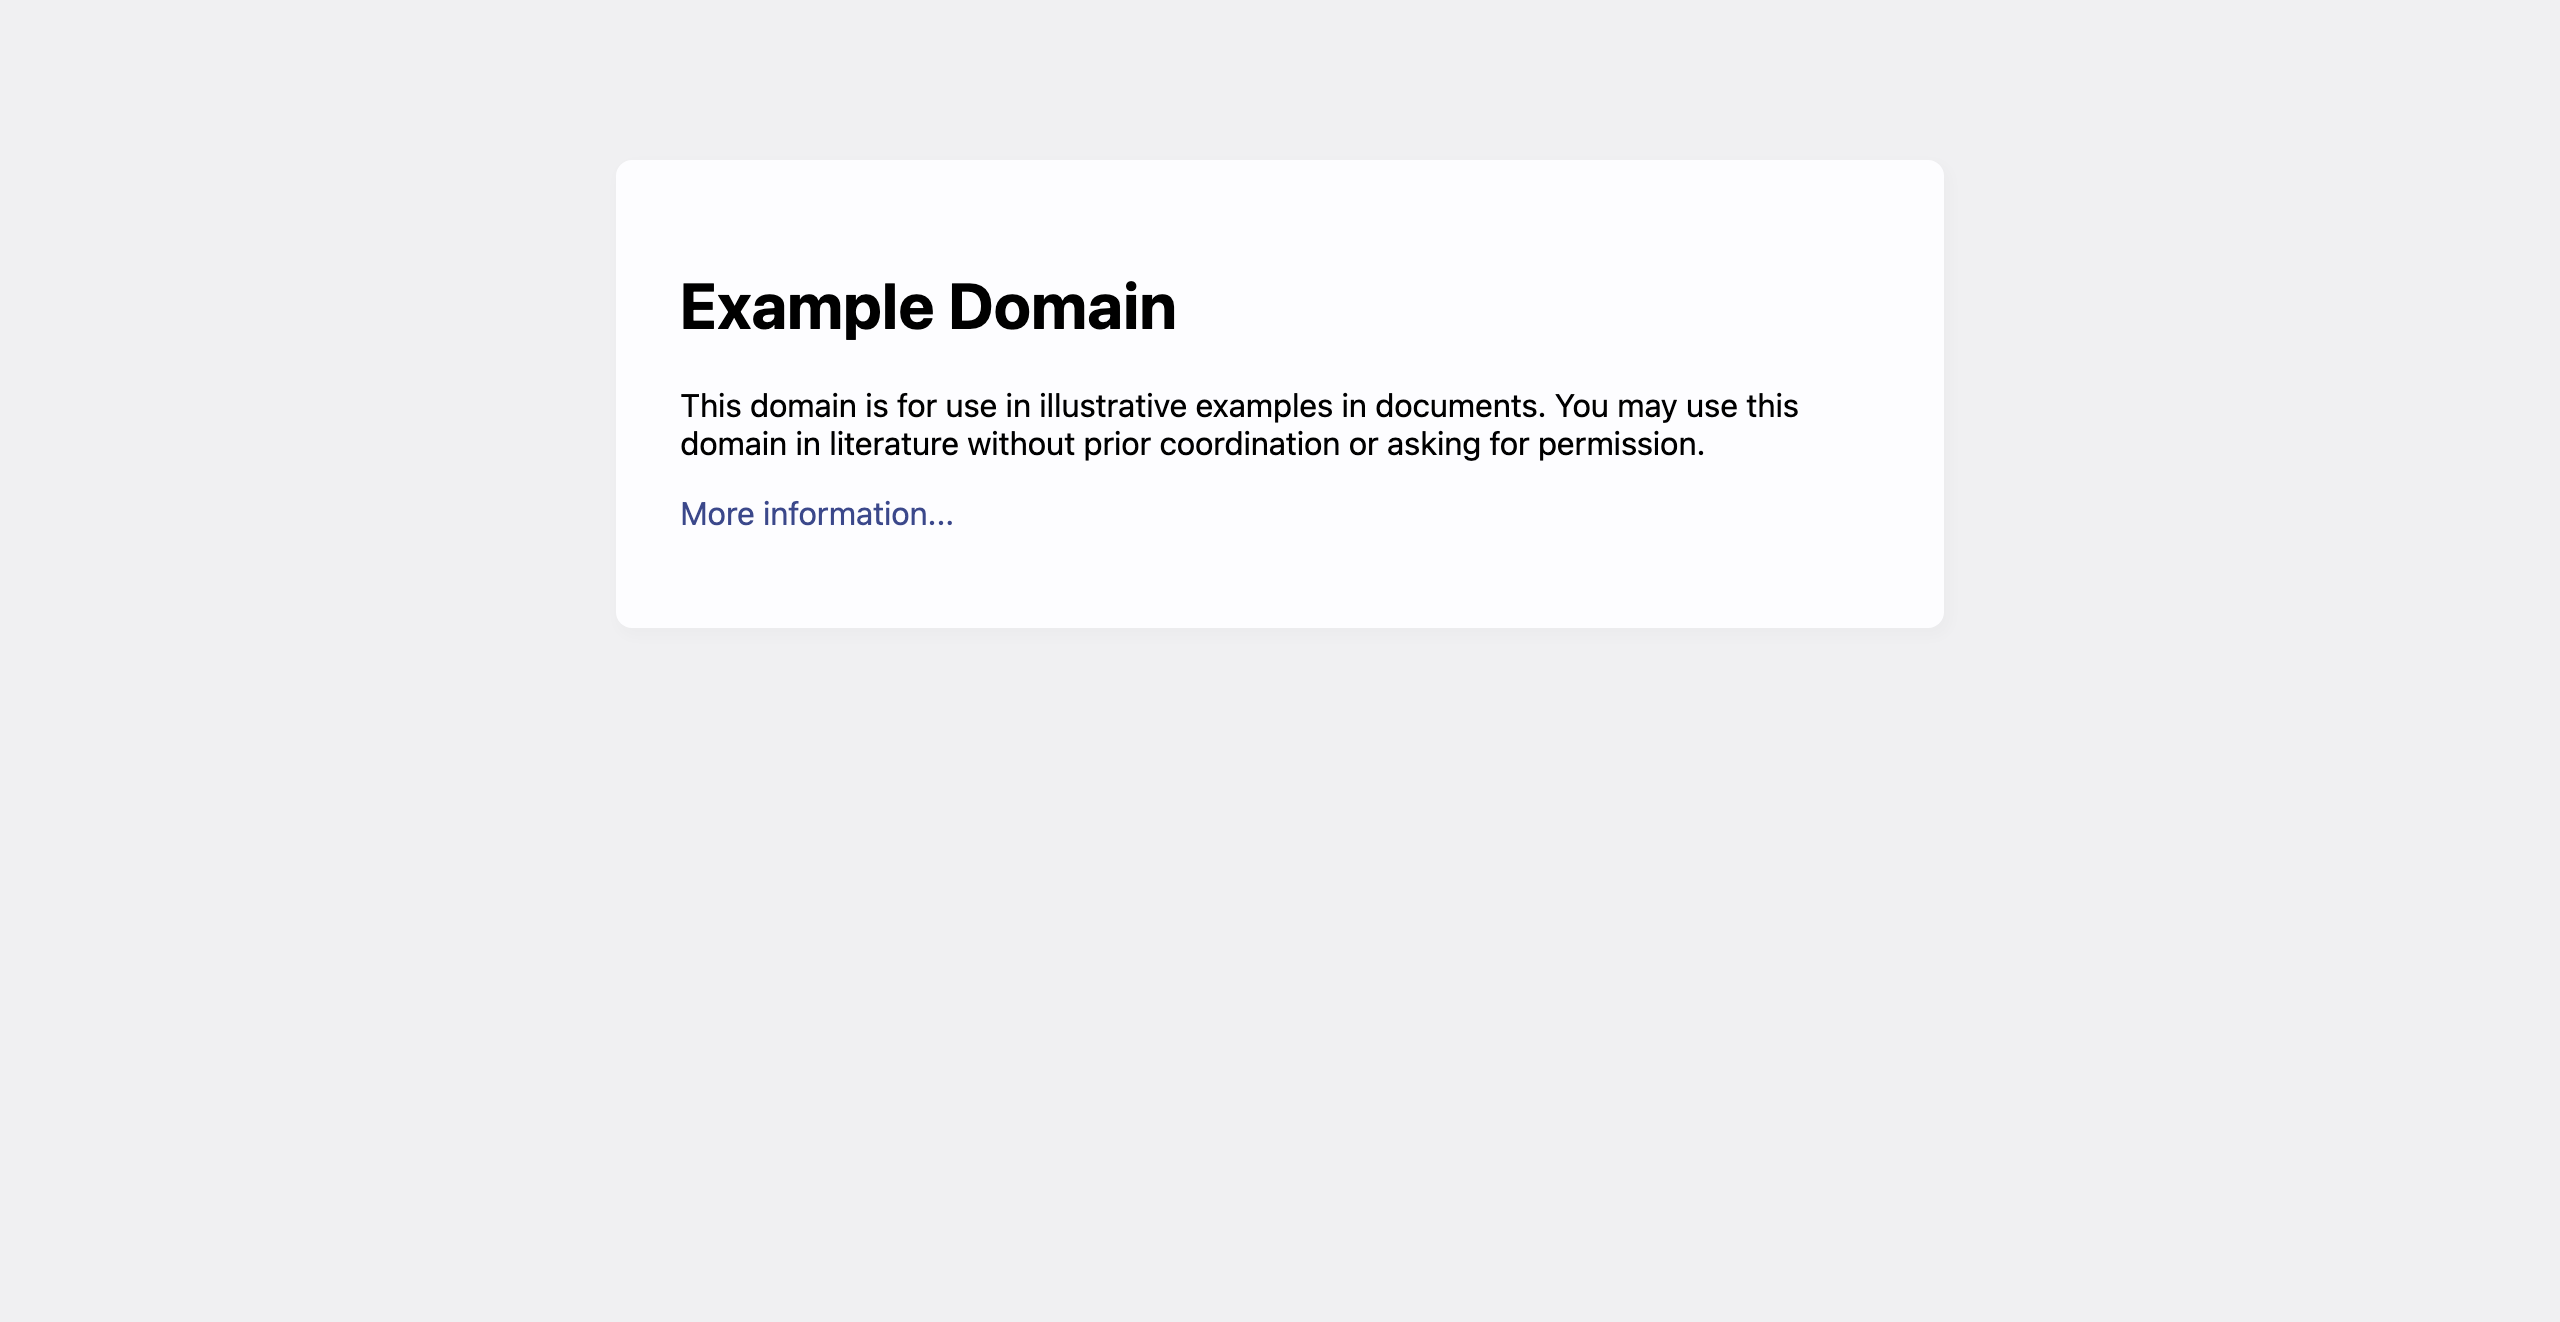 Example Domain
This domain is for use in illustrative examples in documents. You may use this
domain in literature without prior coordination or asking for permission.
More information...